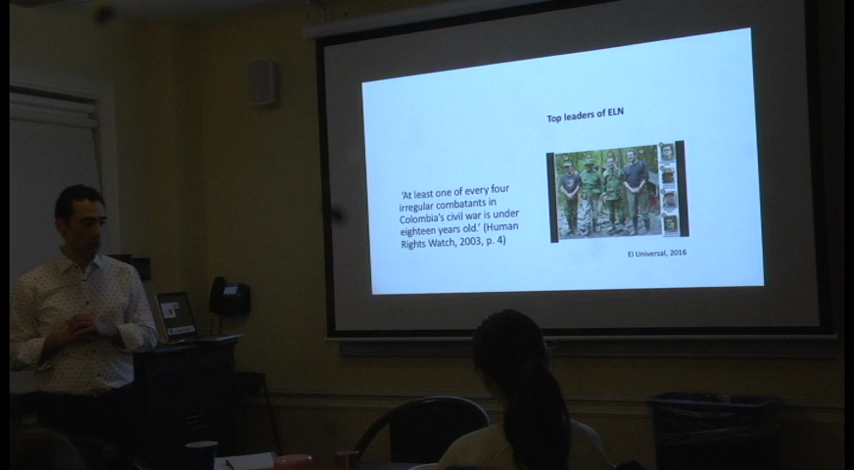 Top leaders of ELN
'At least one of every four
irregular combatants in
Colombia's civil war is under
eighteen years old.' (Human
Rights Watch, 2003, p. 4)
El Universal, 2016